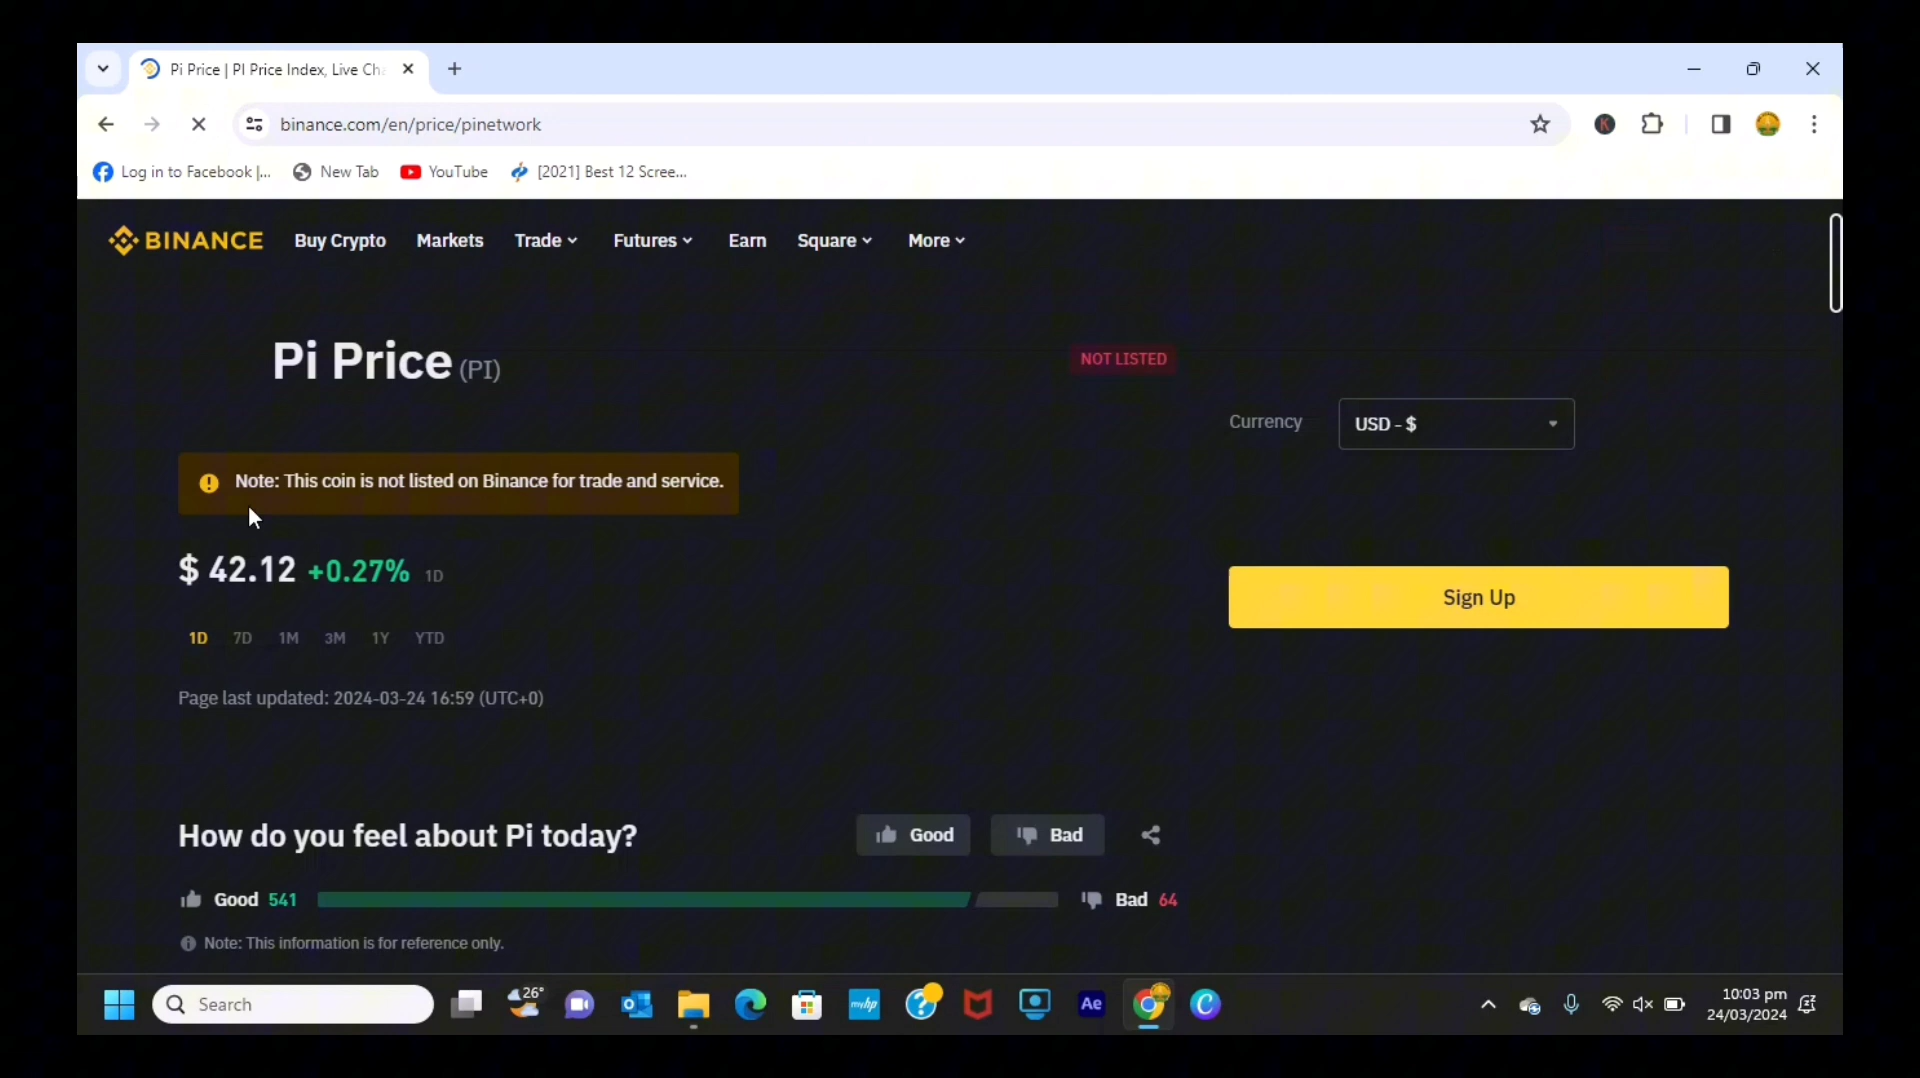 Pi Price | PI Price Index, Live Cha
binance.com/en/price/pinetwork
K
Log in to Facebook |... New Tab YouTube [2021] Best 12 Scree...
BINANCE Buy Crypto Markets Trade Futures Earn Square More
Pi Price (PI)
NOT LISTED
Currency USD - $
Note: This coin is not listed on Binance for trade and service.
$ 42.12 +0.27% 1D
Sign Up
1D 7D 1M 3M 1Y YTD
Page last updated: 2024-03-24 16:59 (UTC+0)
How do you feel about Pi today? Good Bad
Good 541 Bad 64
Note: This information is for reference only.
Search 26° myhp Ae 10:03 pm
24/03/2024